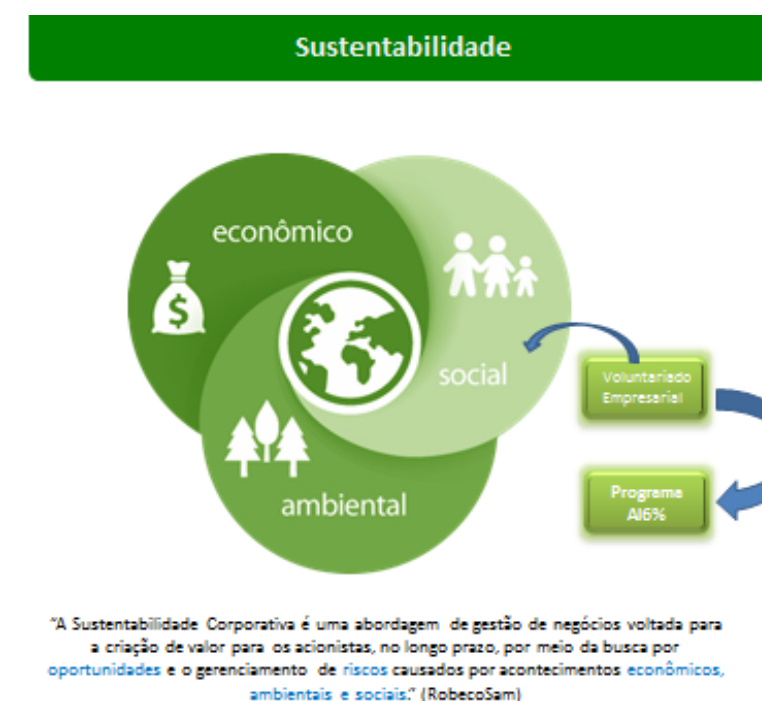 Sustentabilidade
econômico
$
social
ambiental
Voluntariado
Empresarial
Programa
AI6%
“A Sustentabilidade Corporativa é uma abordagem de gestão de negócios voltada para
a criação de valor para os acionistas, no longo prazo, por meio da busca por
oportunidades e o gerenciamento de riscos causados por acontecimentos econômicos,
ambientais e sociais.” (RobecoSam)